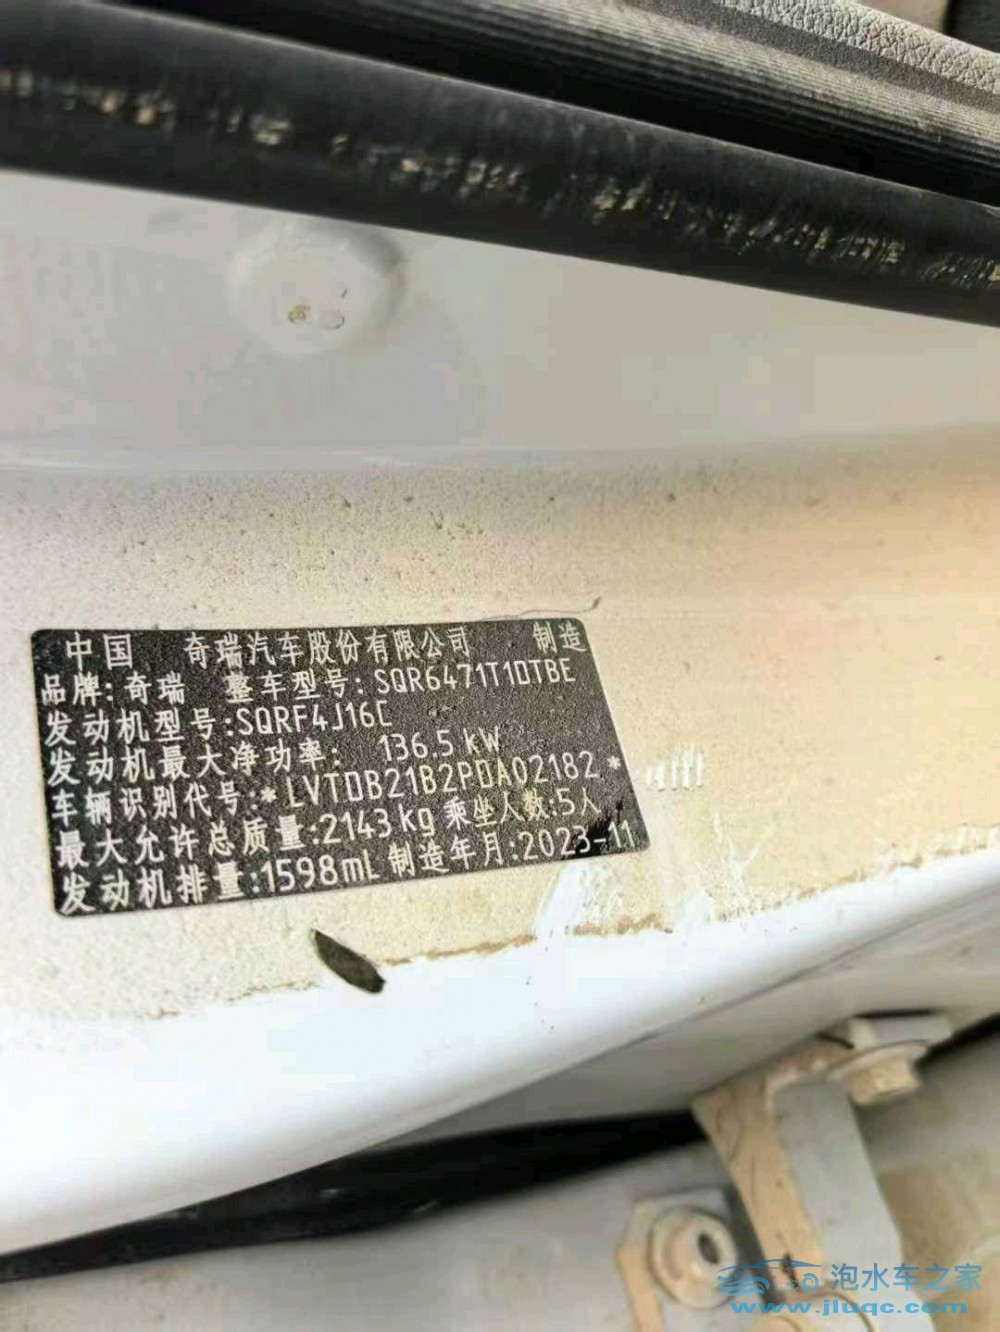 中国 奇瑞汽车股份有限公司 制造
品牌:奇瑞 整车型号:SQR6471T1DTBE
发动机型号:SQRF4J16C
发动机最大净功率: 136.5 kW
车辆识别代号:*LVTDB21B2PDA02182*
最大允许总质量:2143kg 乘坐人数:5人
发动机排量:1598mL 制造年月:2023-11
泡水车之家
www.jluqc.com